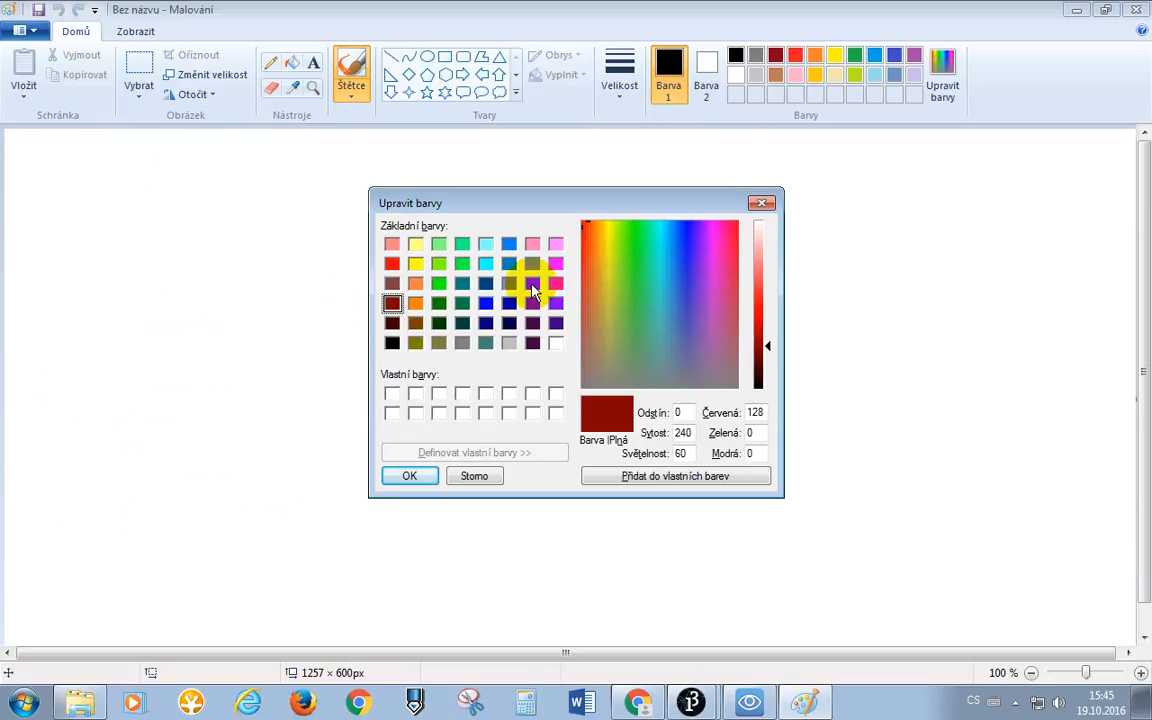 Bez názvu - Malování
Domů
Zobrazit
Vložit
Vyjmout
Kopírovat
Schránka
Vybrat
Oříznout
Změnit velikost
Otočit
Obrázek
A
Nástroje
Štětce
Obrys
Vyplnit
Tvary
Velikost
Barva
1
Barva
2
Upravit
barvy
Barvy
Upravit barvy
Základní barvy:
Vlastní barvy:
Definovat vlastní barvy >>
OK
Storno
Barva |Plná
Odstín: 0
Sytost: 240
Světelnost: 60
Červená: 128
Zelená: 0
Modrá: 0
Přidat do vlastních barev
1257 × 600px
100 %
CS
15:45
19.10.2016